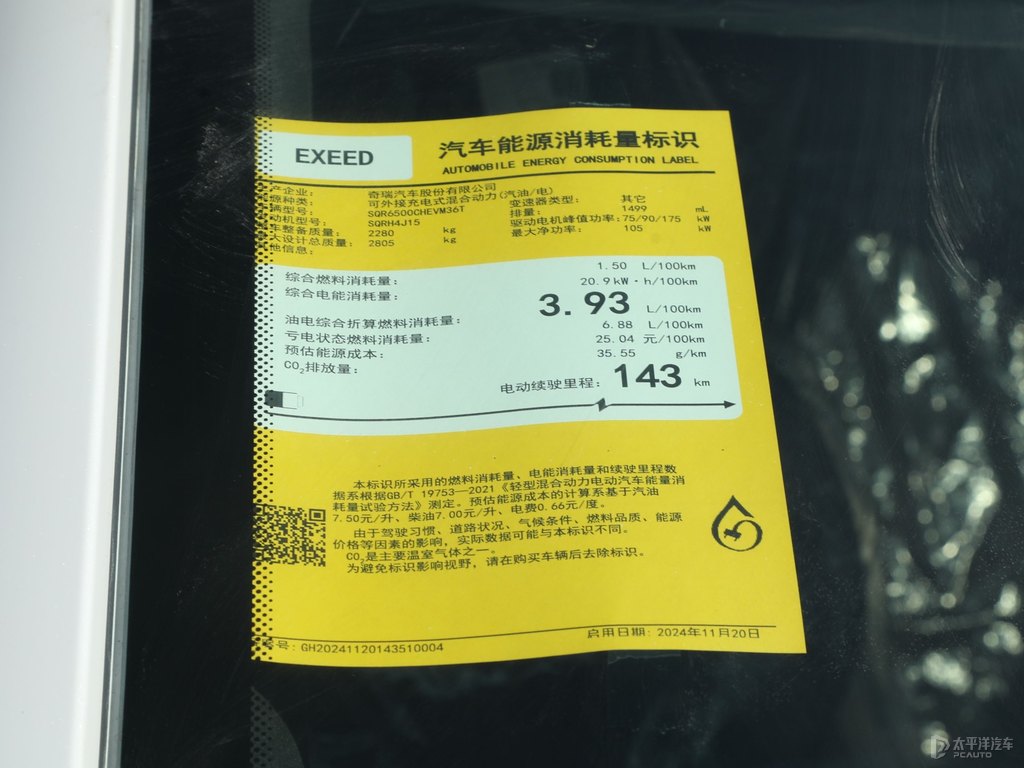 EXEED
汽车能源消耗量标识
AUTOMOBILE ENERGY CONSUMPTION LABEL
产企业: 奇瑞汽车股份有限公司
源种类: 可外接充电式混合动力(汽油/电) 变速器类型: 其它
辆型号: SQR6500CHEVM36T 排量: 1499 mL
动机型号: SQRH4J15 驱动电机峰值功率: 75/90/175 kW
车整备质量: 2280 kg 最大净功率: 105 kW
大设计总质量: 2805 kg
他信息:
综合燃料消耗量: 1.50 L/100km
综合电能消耗量: 20.9 kW·h/100km
油电综合折算燃料消耗量: 3.93 L/100km
亏电状态燃料消耗量: 6.88 L/100km
预估能源成本: 25.04 元/100km
CO₂排放量: 35.55 g/km
电动续驶里程: 143 km
本标识所采用的燃料消耗量、电能消耗量和续驶里程数
据系根据GB/T 19753—2021《轻型混合动力电动汽车能量消
耗量试验方法》测定。预估能源成本的计算系基于汽油
7.50元/升、柴油7.00元/升、电费0.66元/度。
由于驾驶习惯、道路状况、气候条件、燃料品质、能源
价格等因素的影响，实际数据可能与本标识不同。
CO₂是主要温室气体之一。
为避免标识影响视野，请在购买车辆后去除标识。
号: GH20241120143510004
启用日期: 2024年11月20日
太平洋汽车
PCAUTO